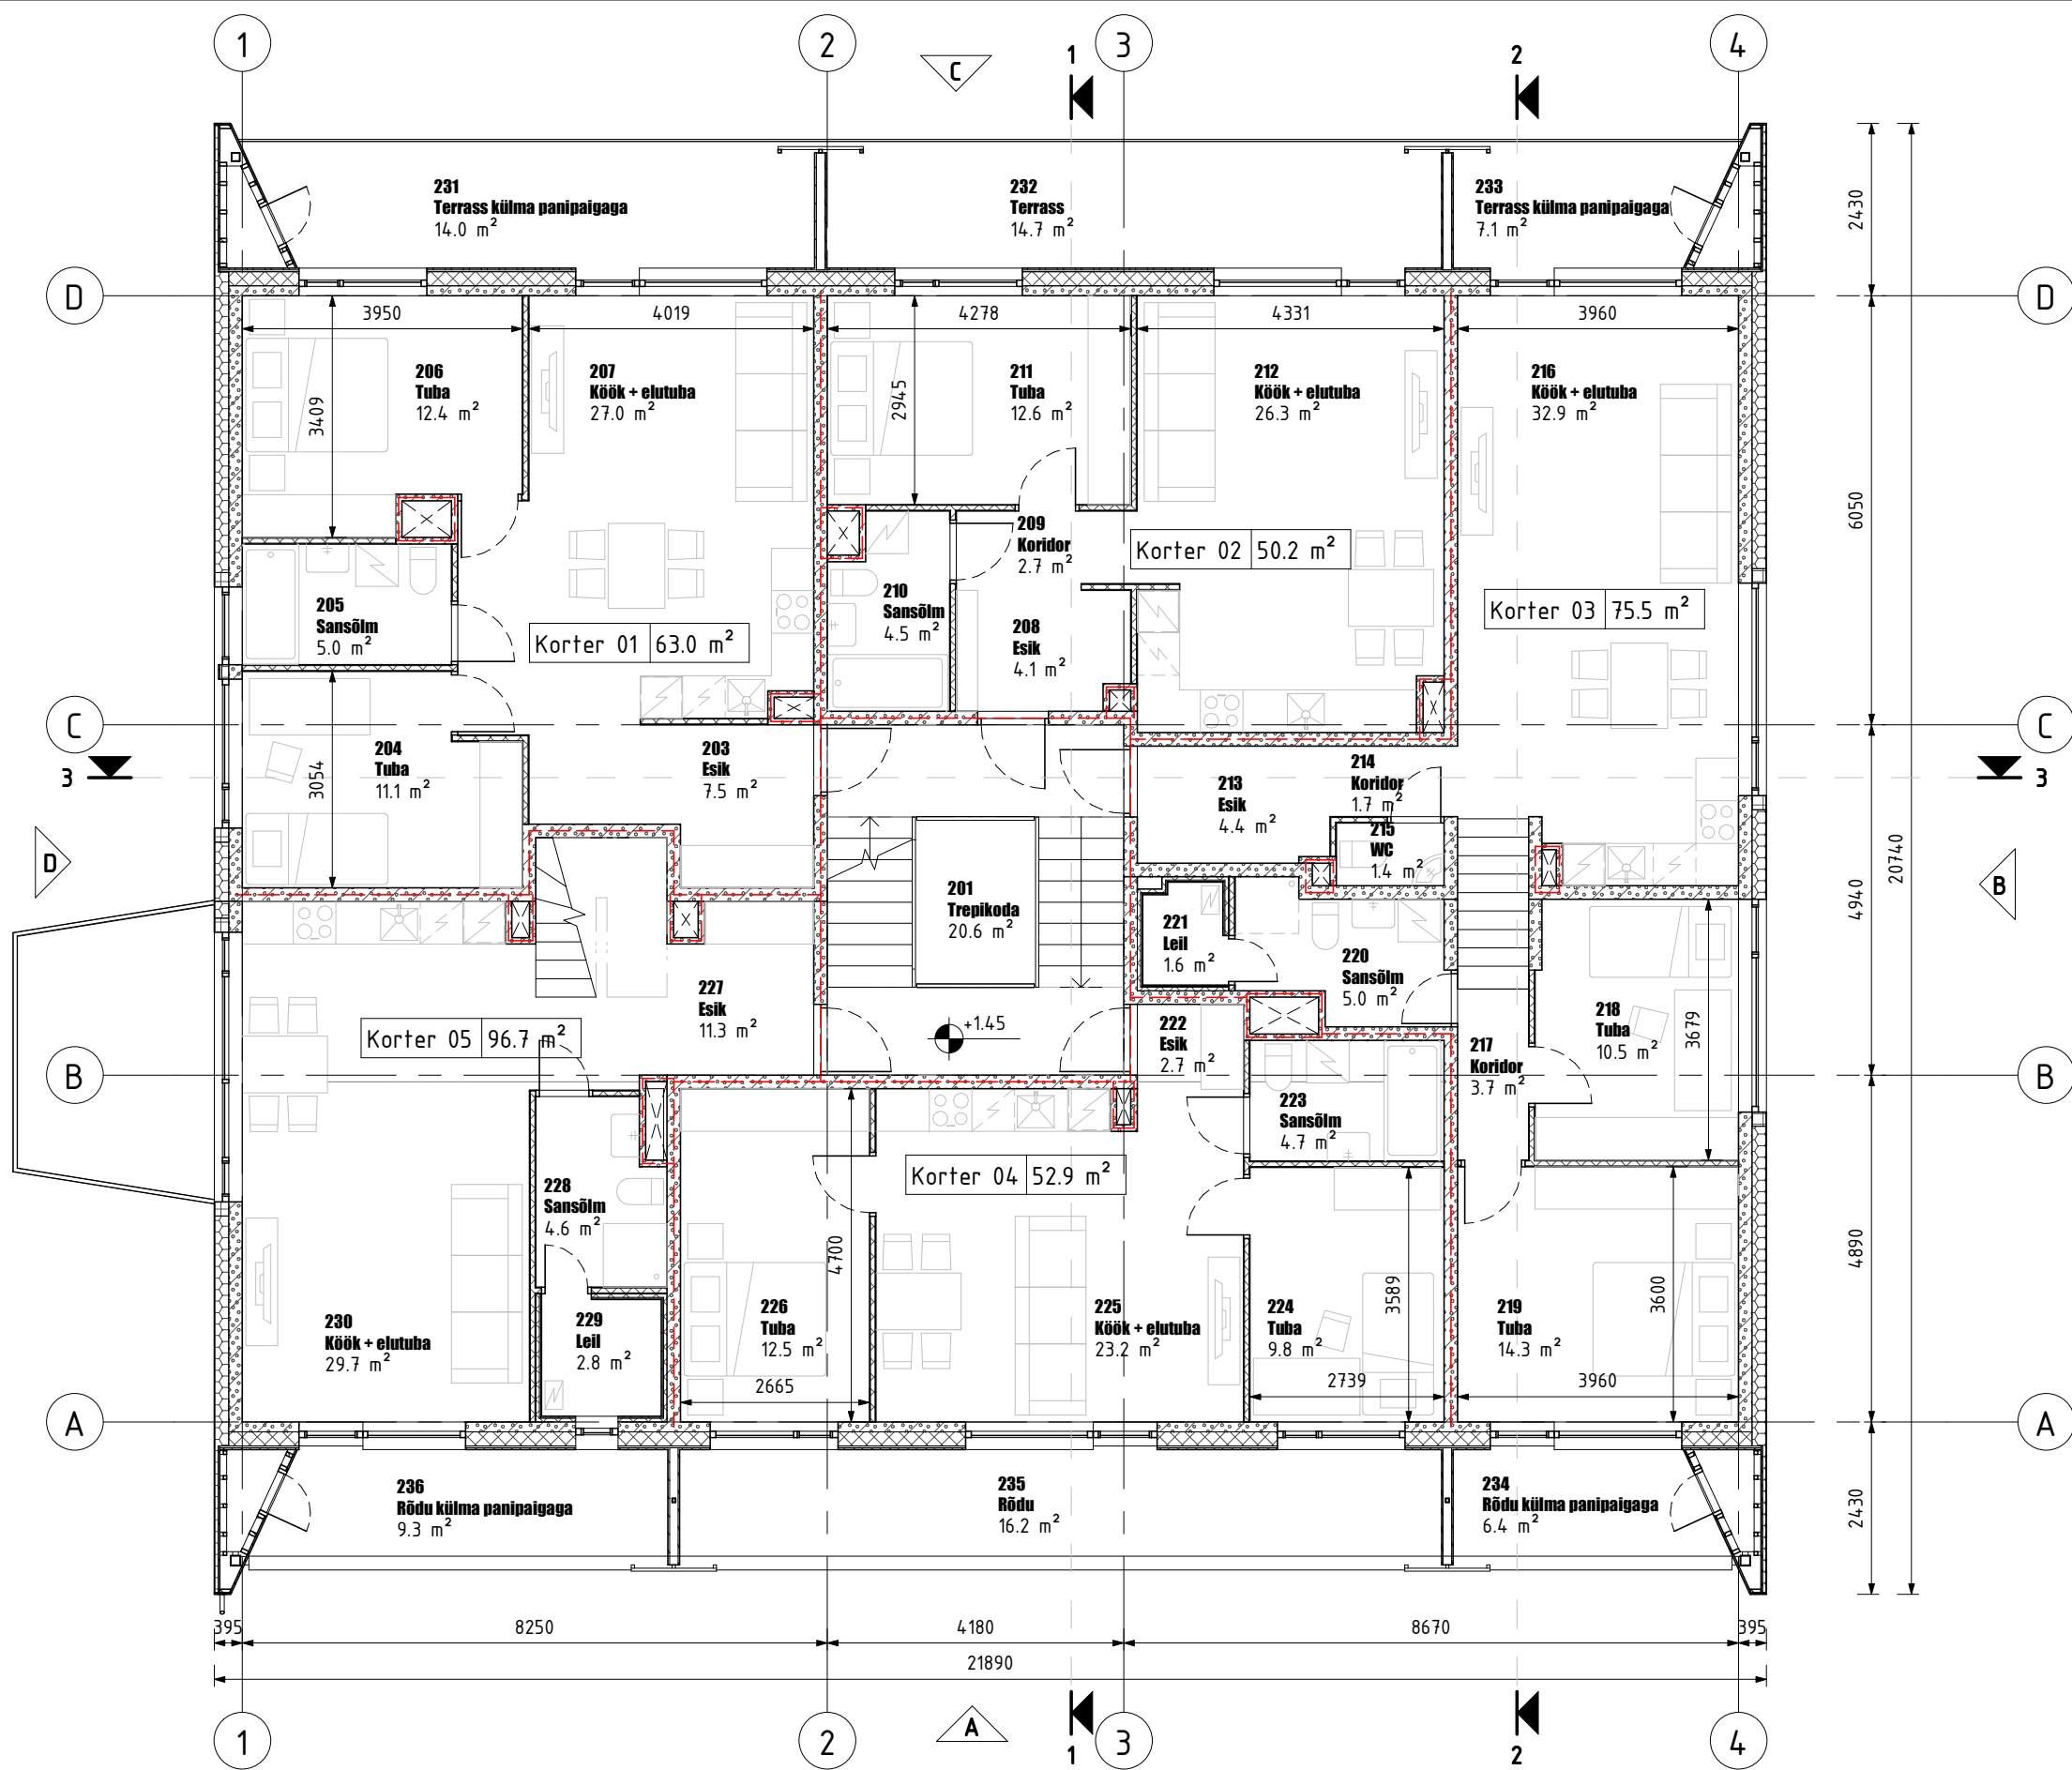 1
2
3
4
C
1
2
231
Terrass külma panipaigaga
14.0 m²
232
Terrass
14.7 m²
233
Terrass külma panipaigaga
7.1 m²
2430
D
D
3950
4019
4278
4331
3960
206
Tuba
12.4 m²
207
Köök + elutuba
27.0 m²
211
Tuba
12.6 m²
212
Köök + elutuba
26.3 m²
216
Köök + elutuba
32.9 m²
3409
2945
6050
209
Koridor
2.7 m²
Korter 02 50.2 m²
205
Sansõlm
5.0 m²
210
Sansõlm
4.5 m²
208
Esik
4.1 m²
Korter 01 63.0 m²
Korter 03 75.5 m²
C
C
3
3
204
Tuba
11.1 m²
3054
203
Esik
7.5 m²
213
Esik
4.4 m²
214
Koridor
1.7 m²
215
WC
1.4 m²
D
B
20740
4940
201
Trepikoda
20.6 m²
221
Leil
1.6 m²
220
Sansõlm
5.0 m²
227
Esik
11.3 m²
+1.45
222
Esik
2.7 m²
217
Koridor
3.7 m²
218
Tuba
10.5 m²
3679
Korter 05 96.7 m²
B
B
223
Sansõlm
4.7 m²
Korter 04 52.9 m²
228
Sansõlm
4.6 m²
4700
4890
3589
3600
230
Köök + elutuba
29.7 m²
229
Leil
2.8 m²
226
Tuba
12.5 m²
225
Köök + elutuba
23.2 m²
224
Tuba
9.8 m²
219
Tuba
14.3 m²
2665
2739
3960
A
A
236
Rõdu külma panipaigaga
9.3 m²
235
Rõdu
16.2 m²
234
Rõdu külma panipaigaga
6.4 m²
2430
395
8250
4180
8670
395
21890
1
2
A
1
3
2
4